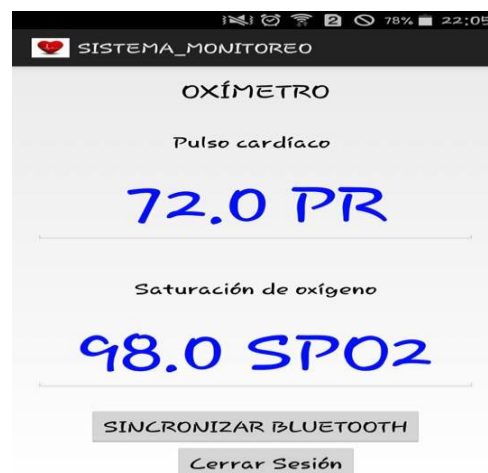 2 78% 22:05
SISTEMA_MONITOREO
OXÍMETRO
Pulso cardíaco
72.0 PR
Saturación de oxígeno
98.0 SPO2
SINCRONIZAR BLUETOOTH
Cerrar Sesión